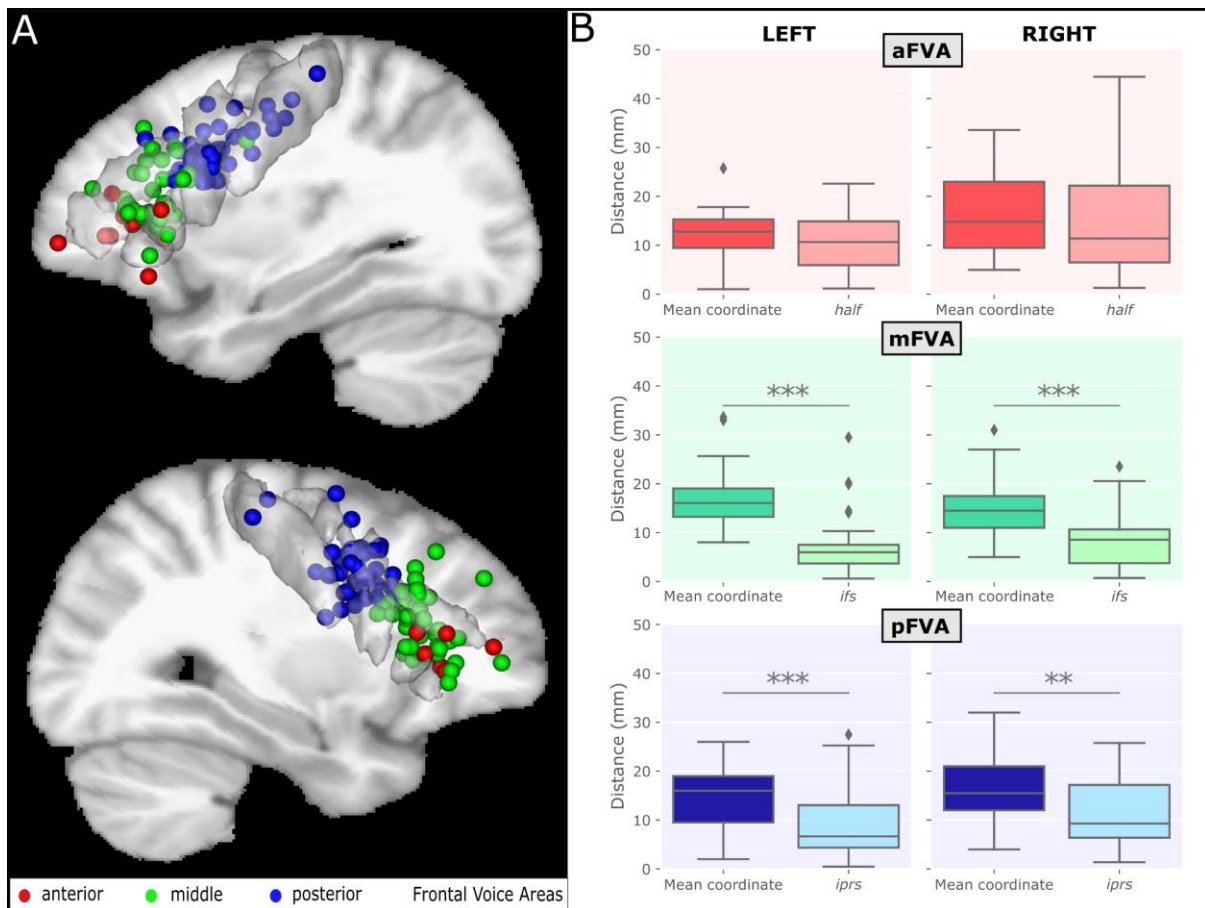 A
anterior middle posterior Frontal Voice Areas
B
LEFT RIGHT
aFVA
Distance (mm)
50
40
30
20
10
0
Mean coordinate half Mean coordinate half
mFVA
Distance (mm)
50
40
30
20
10
0
*** ***
Mean coordinate ifs Mean coordinate ifs
pFVA
Distance (mm)
50
40
30
20
10
0
*** **
Mean coordinate iprs Mean coordinate iprs